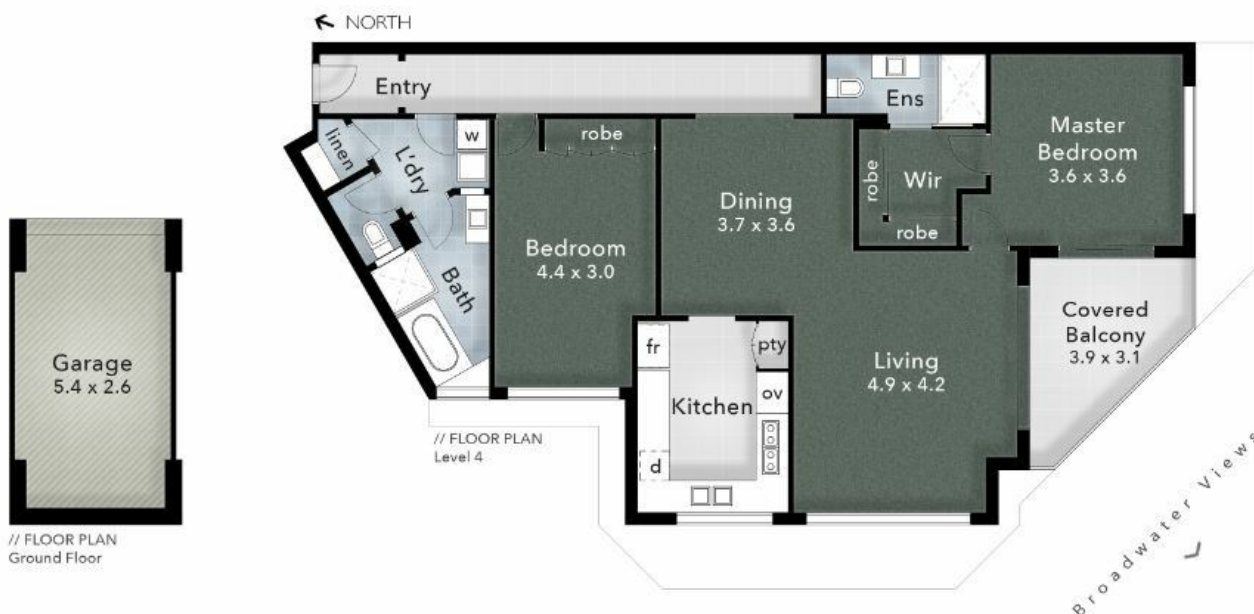 NORTH
Entry
Ens
Master
Bedroom
3.6 x 3.6
linen
L'dry
w
robe
robe
Wir
robe
Dining
3.7 x 3.6
Bedroom
4.4 x 3.0
Bath
Covered
Balcony
3.9 x 3.1
Garage
5.4 x 2.6
fr
pty
Living
4.9 x 4.2
Kitchen
ov
d
// FLOOR PLAN
Level 4
// FLOOR PLAN
Ground Floor
Broadwater Views